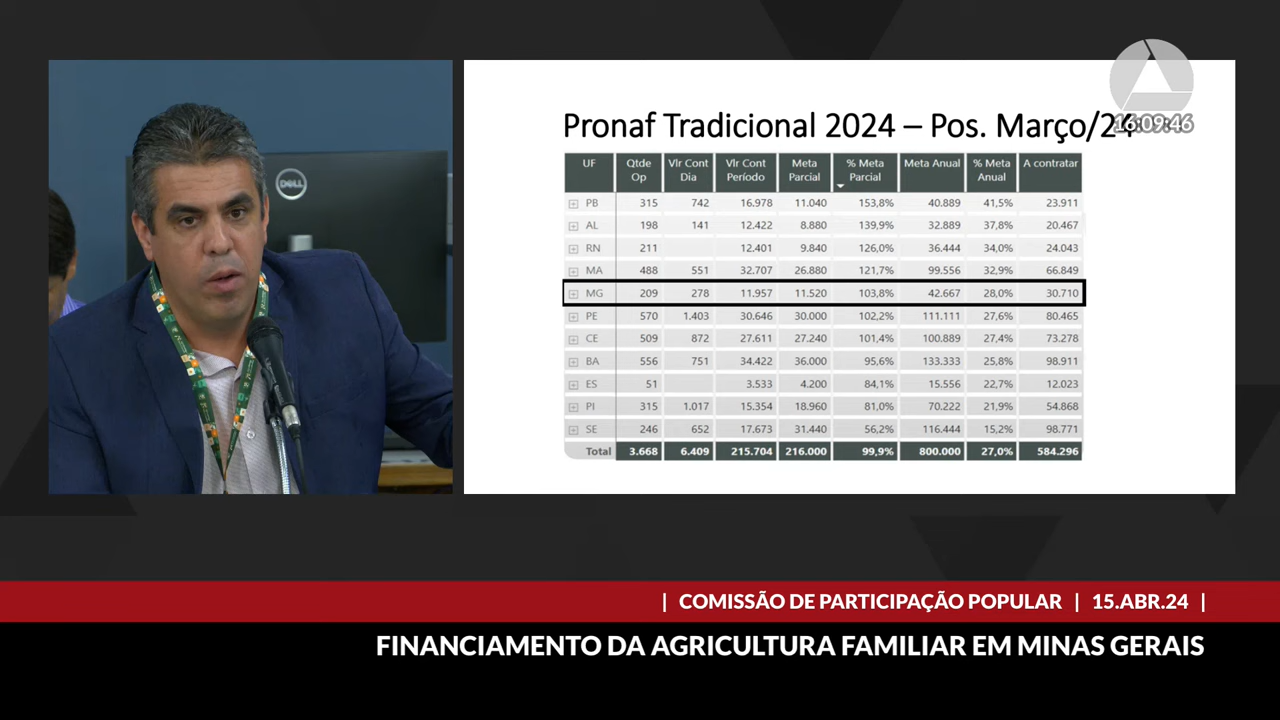 DELL
Pronaf Tradicional 2024 – Pos. Março/24
16:09:46
UF Qtde Op Vlr Cont Dia Vlr Cont Período Meta Parcial % Meta Parcial Meta Anual % Meta Anual A contratar
PB 315 742 16.978 11.040 153,8% 40.889 41,5% 23.911
AL 198 141 12.422 8.880 139,9% 32.889 37,8% 20.467
RN 211 12.401 9.840 126,0% 36.444 34,0% 24.043
MA 488 551 32.707 26.880 121,7% 99.556 32,9% 66.849
MG 209 278 11.957 11.520 103,8% 42.667 28,0% 30.710
PE 570 1.403 30.646 30.000 102,2% 111.111 27,6% 80.465
CE 509 872 27.611 27.240 101,4% 100.889 27,4% 73.278
BA 556 751 34.422 36.000 95,6% 133.333 25,8% 98.911
ES 51 3.533 4.200 84,1% 15.556 22,7% 12.023
PI 315 1.017 15.354 18.960 81,0% 70.222 21,9% 54.868
SE 246 652 17.673 31.440 56,2% 116.444 15,2% 98.771
Total 3.668 6.409 215.704 216.000 99,9% 800.000 27,0% 584.296
| COMISSÃO DE PARTICIPAÇÃO POPULAR | 15.ABR.24 |
FINANCIAMENTO DA AGRICULTURA FAMILIAR EM MINAS GERAIS